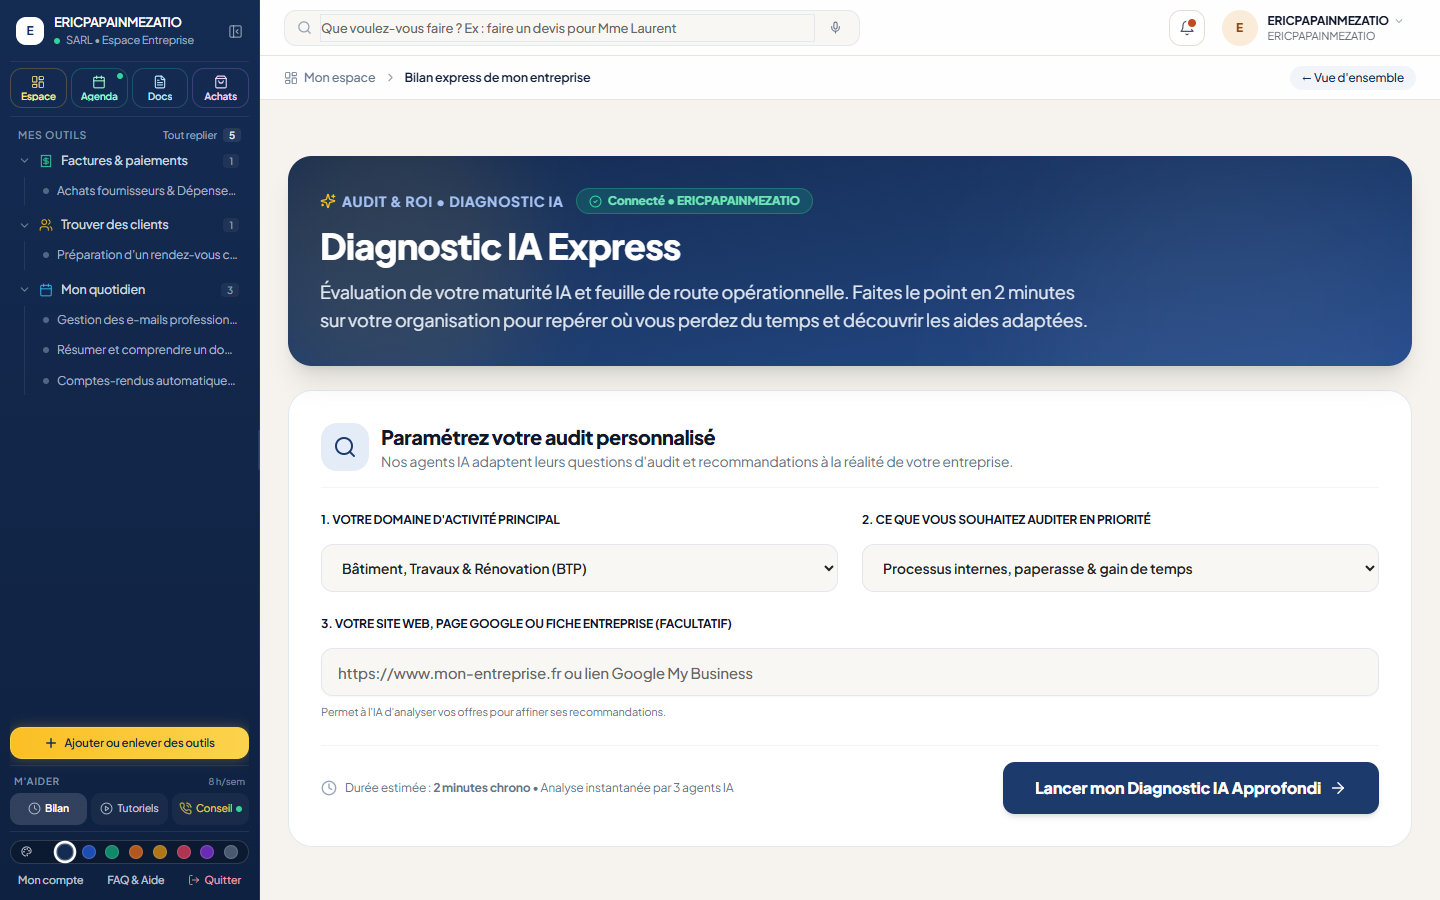 E
ERICPAPAINMEZATIO
SARL • Espace Entreprise
Espace
Agenda
Docs
Achats
MES OUTILS
Tout replier 5
Factures & paiements 1
Achats fournisseurs & Dépense...
Trouver des clients 1
Préparation d'un rendez-vous c...
Mon quotidien 3
Gestion des e-mails profession...
Résumer et comprendre un do...
Comptes-rendus automatique...
Ajouter ou enlever des outils
M'AIDER 8 h/sem
Bilan
Tutoriels
Conseil
Mon compte
FAQ & Aide
Quitter
Que voulez-vous faire ? Ex : faire un devis pour Mme Laurent
E
ERICPAPAINMEZATIO
ERICPAPAINMEZATIO
Mon espace > Bilan express de mon entreprise
← Vue d'ensemble
AUDIT & ROI • DIAGNOSTIC IA
Connecté • ERICPAPAINMEZATIO
Diagnostic IA Express
Évaluation de votre maturité IA et feuille de route opérationnelle. Faites le point en 2 minutes
sur votre organisation pour repérer où vous perdez du temps et découvrir les aides adaptées.
Paramétrez votre audit personnalisé
Nos agents IA adaptent leurs questions d'audit et recommandations à la réalité de votre entreprise.
1. VOTRE DOMAINE D'ACTIVITÉ PRINCIPAL
Bâtiment, Travaux & Rénovation (BTP)
2. CE QUE VOUS SOUHAITEZ AUDITER EN PRIORITÉ
Processus internes, paperasse & gain de temps
3. VOTRE SITE WEB, PAGE GOOGLE OU FICHE ENTREPRISE (FACULTATIF)
https://www.mon-entreprise.fr ou lien Google My Business
Permet à l'IA d'analyser vos offres pour affiner ses recommandations.
Durée estimée : 2 minutes chrono • Analyse instantanée par 3 agents IA
Lancer mon Diagnostic IA Approfondi →